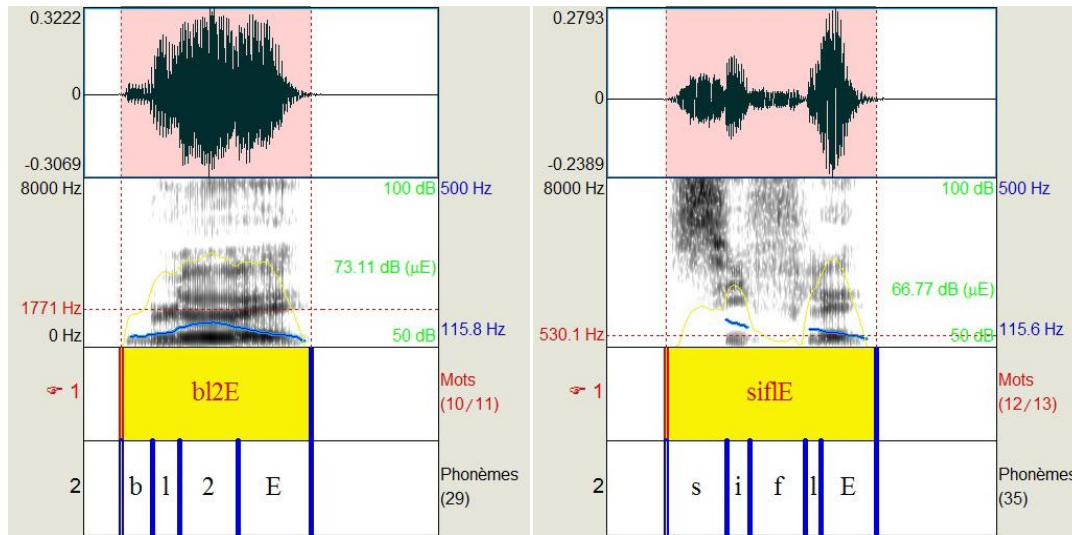 0.3222
0
-0.3069
8000 Hz
100 dB
500 Hz
73.11 dB (µE)
1771 Hz
0 Hz
50 dB
115.8 Hz
☞ 1
bl2E
Mots
(10/11)
2
b
l
2
E
Phonèmes
(29)
0.2793
0
-0.2389
8000 Hz
100 dB
500 Hz
66.77 dB (µE)
530.1 Hz
50 dB
115.6 Hz
☞ 1
siflE
Mots
(12/13)
2
s
i
f
l
E
Phonèmes
(35)